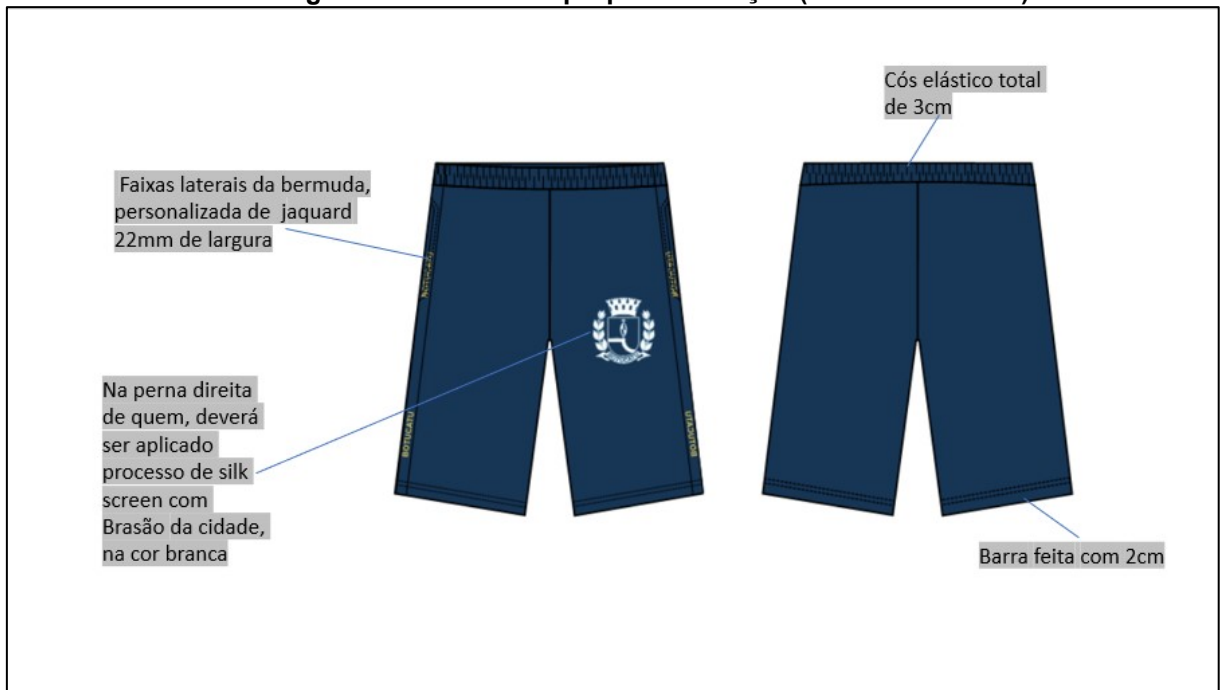 Cós elástico total
de 3cm
Faixas laterais da bermuda,
personalizada de jaquard
22mm de largura
BOTUCATU
BOTUCATU
Na perna direita
de quem, deverá
ser aplicado
processo de silk
screen com
Brasão da cidade,
na cor branca
BOTUCATU
BOTUCATU
Barra feita com 2cm